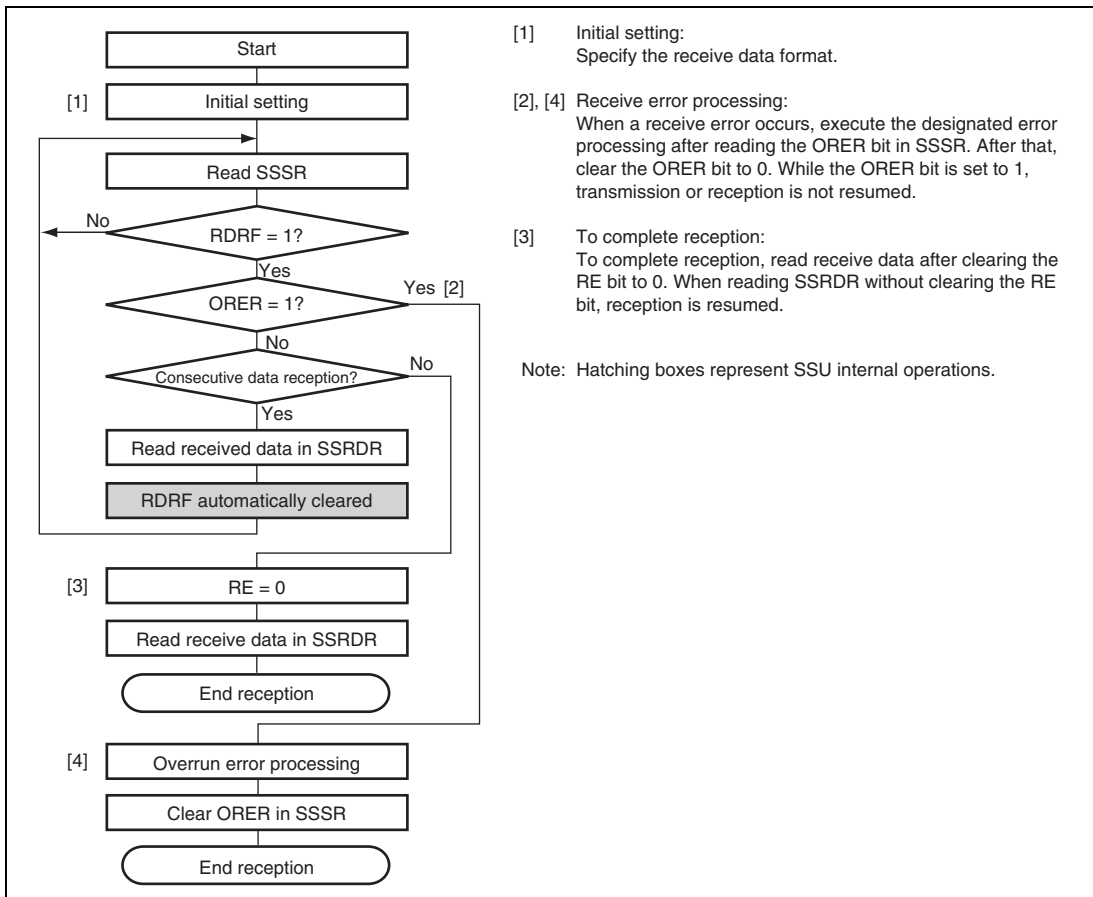 Start
[1] Initial setting
Read SSSR
No
RDRF = 1?
Yes
ORER = 1?
Yes [2]
No
Consecutive data reception?
No
Yes
Read received data in SSRDR
RDRF automatically cleared
[3] RE = 0
Read receive data in SSRDR
End reception
[4] Overrun error processing
Clear ORER in SSSR
End reception
[1] Initial setting:
Specify the receive data format.
[2], [4] Receive error processing:
When a receive error occurs, execute the designated error
processing after reading the ORER bit in SSSR. After that,
clear the ORER bit to 0. While the ORER bit is set to 1,
transmission or reception is not resumed.
[3] To complete reception:
To complete reception, read receive data after clearing the
RE bit to 0. When reading SSRDR without clearing the RE
bit, reception is resumed.
Note: Hatching boxes represent SSU internal operations.